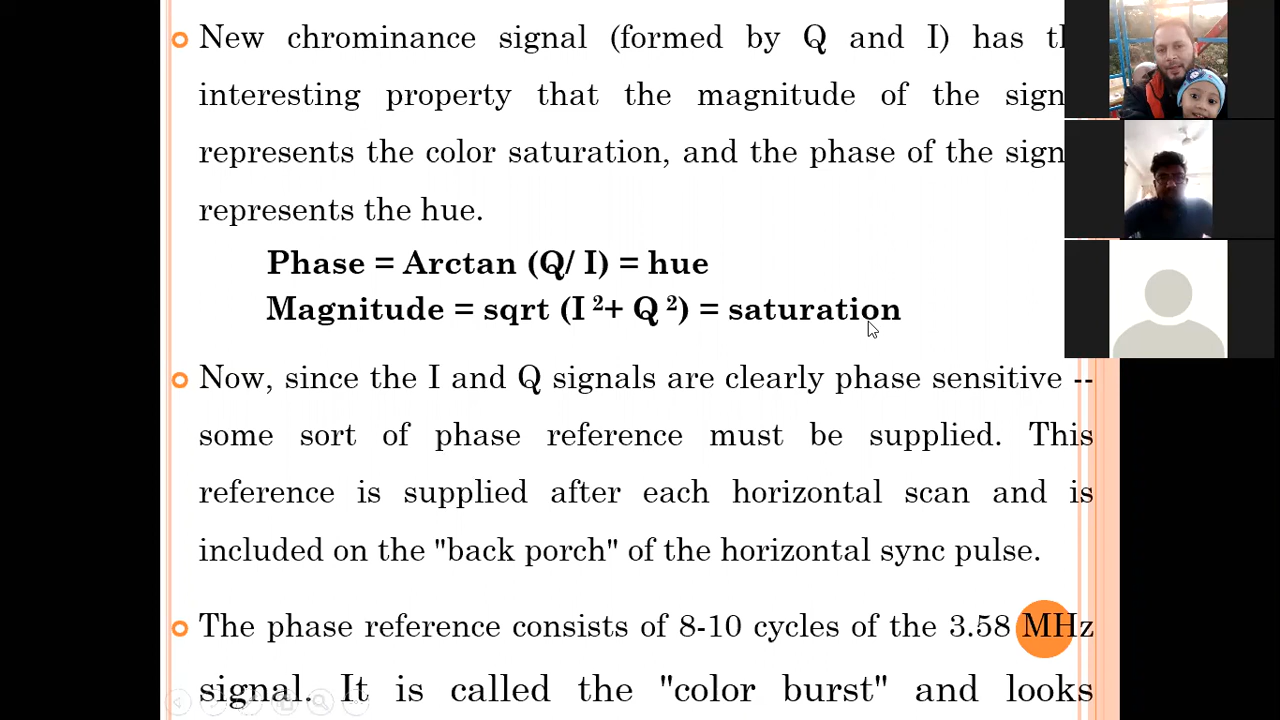 New chrominance signal (formed by Q and I) has
interesting property that the magnitude of the
represents the color saturation, and the phase of the
represents the hue.
Phase = Arctan (Q/ I) = hue
Magnitude = sqrt (I ²+ Q ²) = saturation
Now, since the I and Q signals are clearly phase sensitive --
some sort of phase reference must be supplied. This
reference is supplied after each horizontal scan and is
included on the "back porch" of the horizontal sync pulse.
The phase reference consists of 8-10 cycles of the 3.58 MHz
signal. It is called the "color burst" and looks